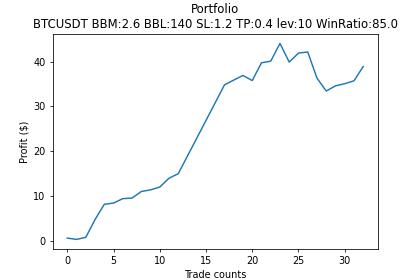 Portfolio
BTCUSDT BBM:2.6 BBL:140 SL:1.2 TP:0.4 lev:10 WinRatio:85.0
40
30
20
10
0
Profit ($)
0 5 10 15 20 25 30
Trade counts